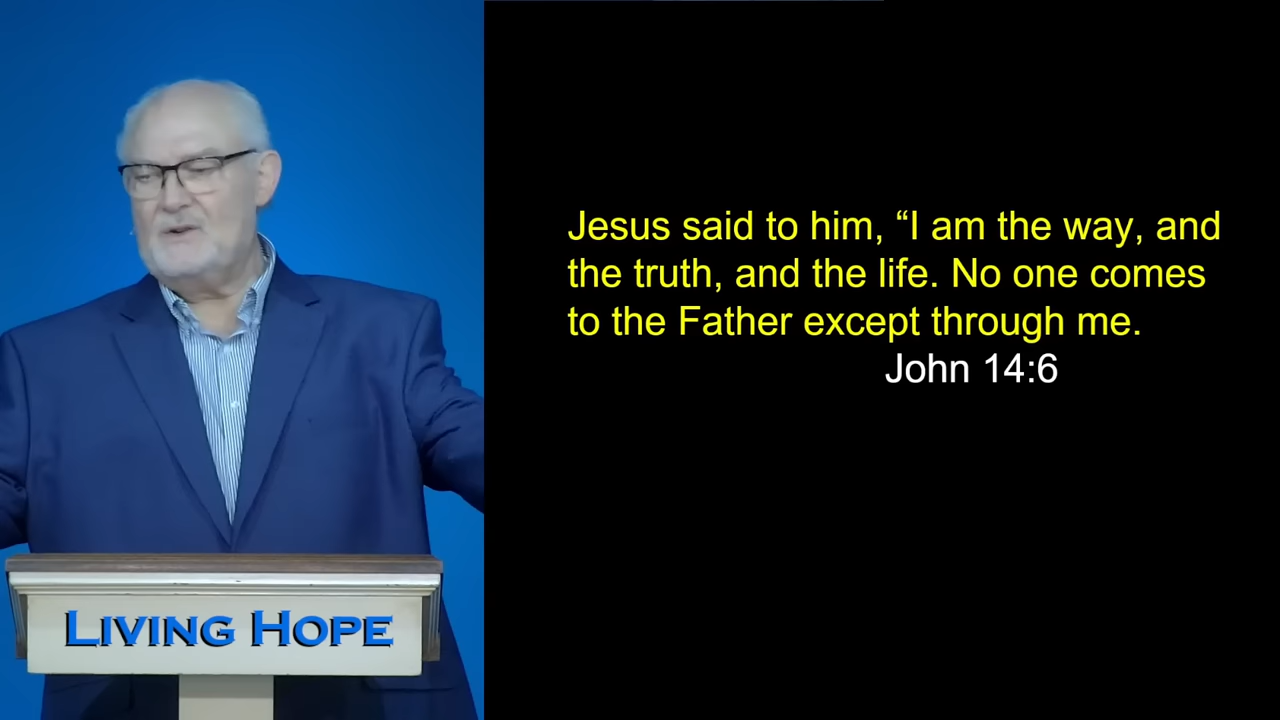 Jesus said to him, “I am the way, and
the truth, and the life. No one comes
to the Father except through me.
John 14:6
LIVING HOPE